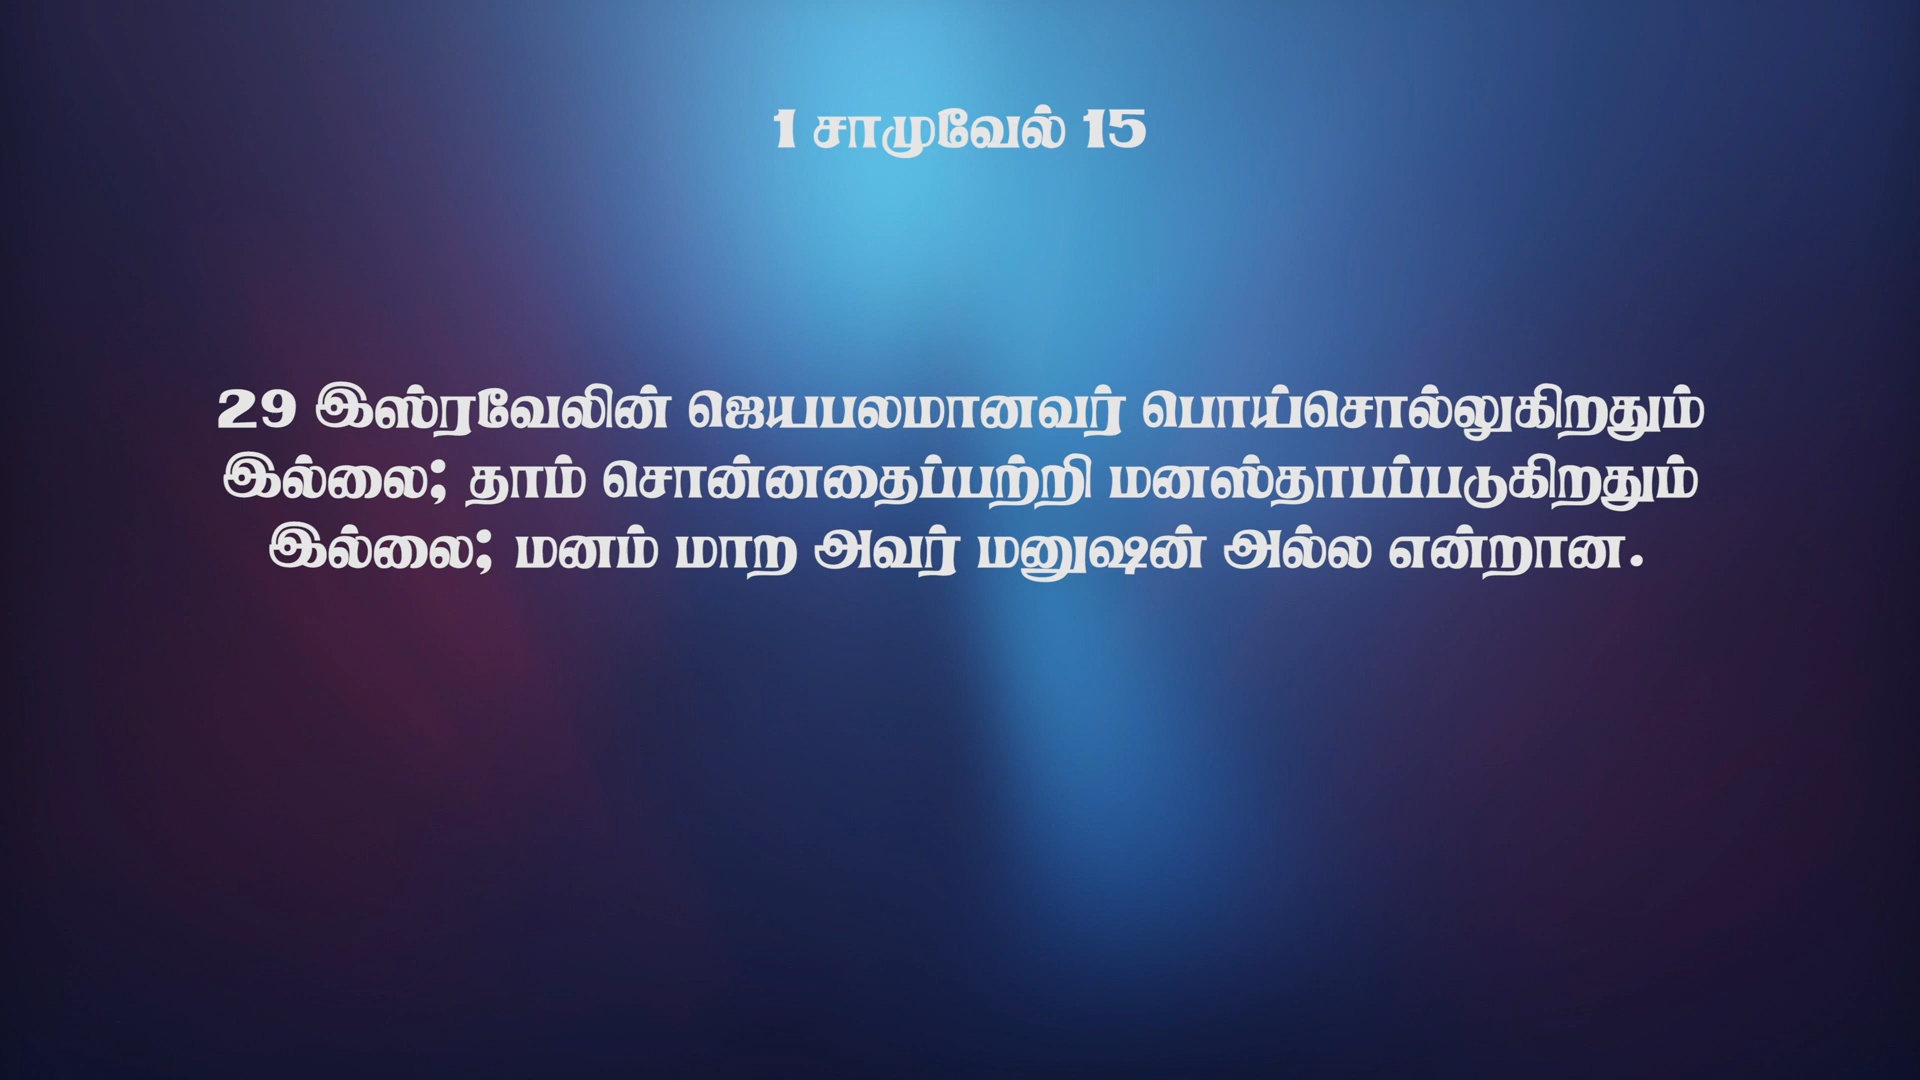 1 சாமுவேல் 15
29 இஸ்ரவேலின் ஜெயபலமானவர் பொய்சொல்லுகிறதும்
இல்லை; தாம் சொன்னதைப்பற்றி மனஸ்தாபப்படுகிறதும்
இல்லை; மனம் மாற அவர் மனுஷன் அல்ல என்றான.